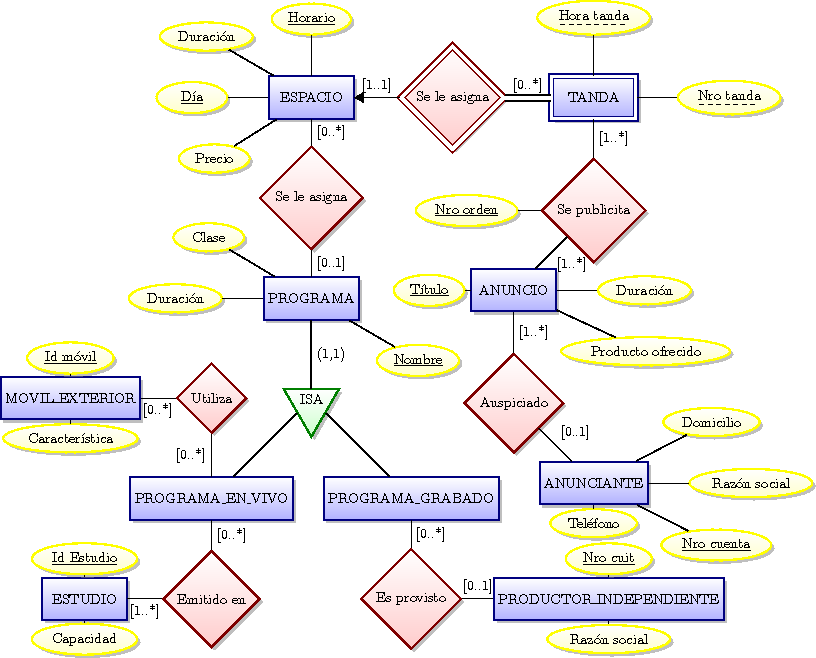 Horario
Hora tanda
Duración
[1..1]
[0..*]
Día
ESPACIO
Se le asigna
TANDA
Nro tanda
[0..*]
[1..*]
Precio
Se le asigna
Nro orden
Se publicita
Clase
[0..1]
[1..*]
Duración
PROGRAMA
Título
ANUNCIO
Duración
[1..*]
(1,1)
Nombre
Producto ofrecido
Id móvil
ISA
MOVIL_EXTERIOR
[0..*]
Utiliza
Auspiciado
Característica
[0..1]
Domicilio
[0..*]
PROGRAMA_EN_VIVO
PROGRAMA_GRABADO
ANUNCIANTE
Razón social
Teléfono
[0..*]
[0..*]
Nro cuenta
Id Estudio
Nro cuit
ESTUDIO
[1..*]
Emitido en
Es provisto
[0..1]
PRODUCTOR_INDEPENDIENTE
Capacidad
Razón social